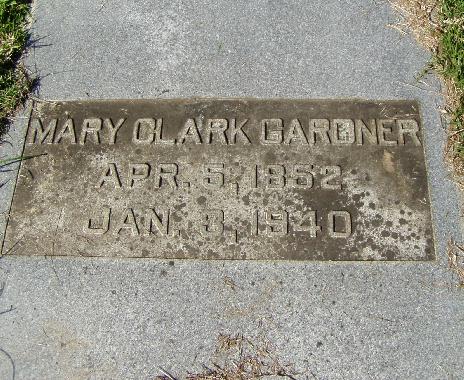 MARY CLARK GARDNER
APR. 5, 1852
JAN. 3, 1940